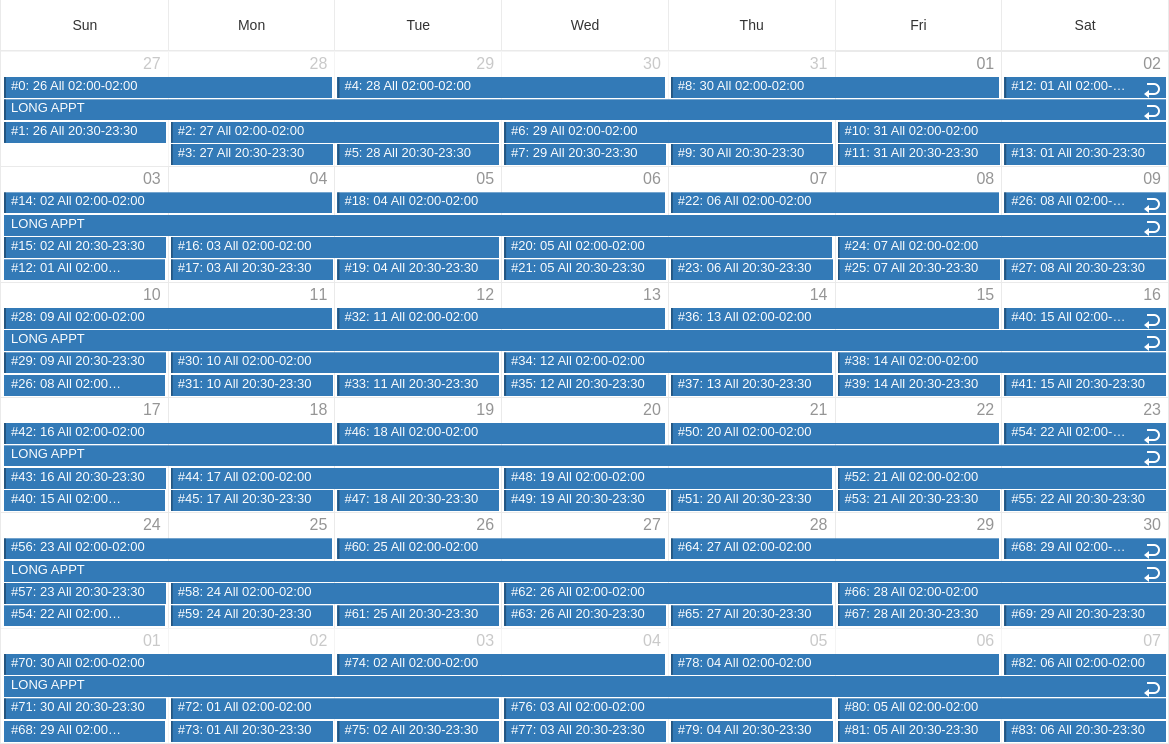 Sun Mon Tue Wed Thu Fri Sat
27 28 29 30 31 01 02
#0: 26 All 02:00-02:00 #4: 28 All 02:00-02:00 #8: 30 All 02:00-02:00 #12: 01 All 02:00-…
LONG APPT
#1: 26 All 20:30-23:30 #2: 27 All 02:00-02:00 #6: 29 All 02:00-02:00 #10: 31 All 02:00-02:00
#3: 27 All 20:30-23:30 #5: 28 All 20:30-23:30 #7: 29 All 20:30-23:30 #9: 30 All 20:30-23:30 #11: 31 All 20:30-23:30 #13: 01 All 20:30-23:30
03 04 05 06 07 08 09
#14: 02 All 02:00-02:00 #18: 04 All 02:00-02:00 #22: 06 All 02:00-02:00 #26: 08 All 02:00-…
LONG APPT
#15: 02 All 20:30-23:30 #16: 03 All 02:00-02:00 #20: 05 All 02:00-02:00 #24: 07 All 02:00-02:00
#12: 01 All 02:00… #17: 03 All 20:30-23:30 #19: 04 All 20:30-23:30 #21: 05 All 20:30-23:30 #23: 06 All 20:30-23:30 #25: 07 All 20:30-23:30 #27: 08 All 20:30-23:30
10 11 12 13 14 15 16
#28: 09 All 02:00-02:00 #32: 11 All 02:00-02:00 #36: 13 All 02:00-02:00 #40: 15 All 02:00-…
LONG APPT
#29: 09 All 20:30-23:30 #30: 10 All 02:00-02:00 #34: 12 All 02:00-02:00 #38: 14 All 02:00-02:00
#26: 08 All 02:00… #31: 10 All 20:30-23:30 #33: 11 All 20:30-23:30 #35: 12 All 20:30-23:30 #37: 13 All 20:30-23:30 #39: 14 All 20:30-23:30 #41: 15 All 20:30-23:30
17 18 19 20 21 22 23
#42: 16 All 02:00-02:00 #46: 18 All 02:00-02:00 #50: 20 All 02:00-02:00 #54: 22 All 02:00-…
LONG APPT
#43: 16 All 20:30-23:30 #44: 17 All 02:00-02:00 #48: 19 All 02:00-02:00 #52: 21 All 02:00-02:00
#40: 15 All 02:00… #45: 17 All 20:30-23:30 #47: 18 All 20:30-23:30 #49: 19 All 20:30-23:30 #51: 20 All 20:30-23:30 #53: 21 All 20:30-23:30 #55: 22 All 20:30-23:30
24 25 26 27 28 29 30
#56: 23 All 02:00-02:00 #60: 25 All 02:00-02:00 #64: 27 All 02:00-02:00 #68: 29 All 02:00-…
LONG APPT
#57: 23 All 20:30-23:30 #58: 24 All 02:00-02:00 #62: 26 All 02:00-02:00 #66: 28 All 02:00-02:00
#54: 22 All 02:00… #59: 24 All 20:30-23:30 #61: 25 All 20:30-23:30 #63: 26 All 20:30-23:30 #65: 27 All 20:30-23:30 #67: 28 All 20:30-23:30 #69: 29 All 20:30-23:30
01 02 03 04 05 06 07
#70: 30 All 02:00-02:00 #74: 02 All 02:00-02:00 #78: 04 All 02:00-02:00 #82: 06 All 02:00-02:00
LONG APPT
#71: 30 All 20:30-23:30 #72: 01 All 02:00-02:00 #76: 03 All 02:00-02:00 #80: 05 All 02:00-02:00
#68: 29 All 02:00… #73: 01 All 20:30-23:30 #75: 02 All 20:30-23:30 #77: 03 All 20:30-23:30 #79: 04 All 20:30-23:30 #81: 05 All 20:30-23:30 #83: 06 All 20:30-23:30